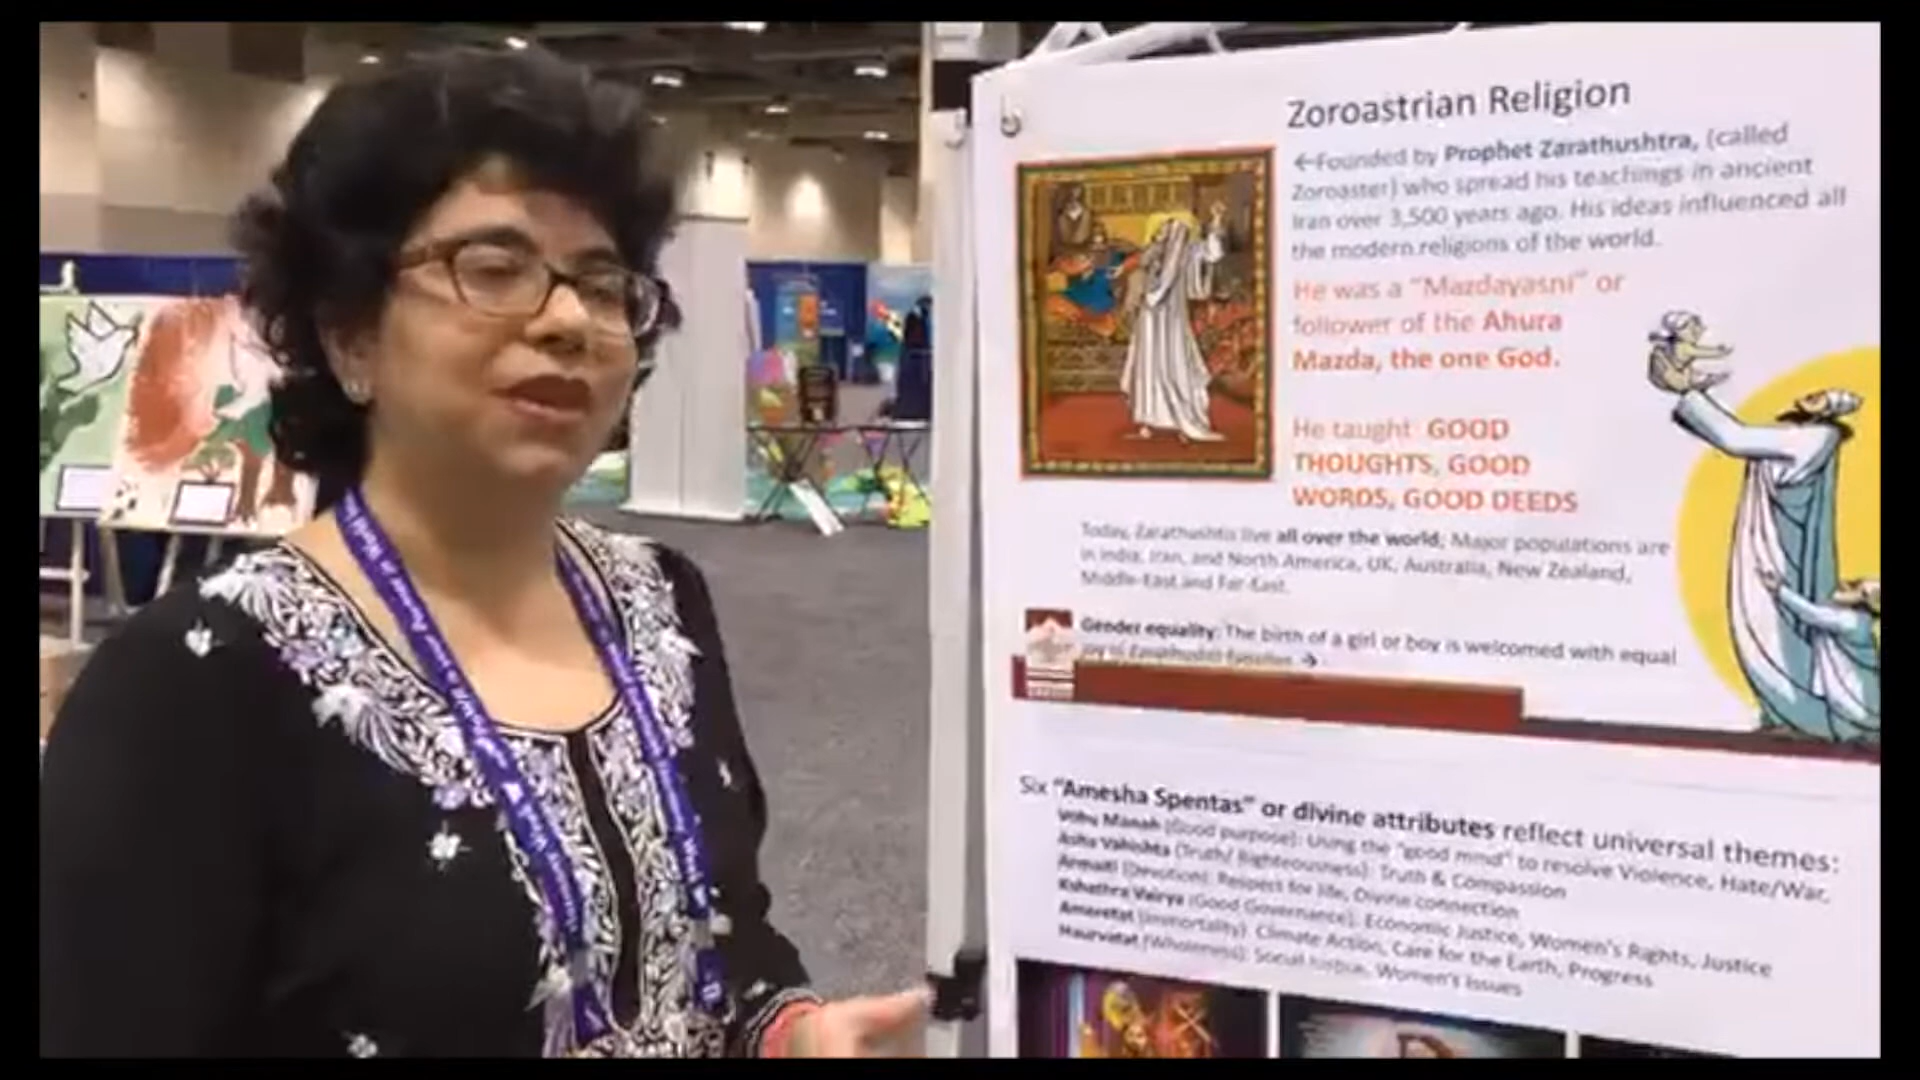 Zoroastrian Religion
←Founded by Prophet Zarathushtra, (called
Zoroaster) who spread his teachings in ancient
Iran over 3,500 years ago. His ideas influenced all
the modern religions of the world.
He was a "Mazdayasni" or
follower of the Ahura
Mazda, the one God.
He taught GOOD
THOUGHTS, GOOD
WORDS, GOOD DEEDS
Today, Zarathushtis live all over the world; Major populations are
in India, Iran, and North America, UK, Australia, New Zealand,
Middle-East and Far-East.
Gender equality: The birth of a girl or boy is welcomed with equal
joy in Zarathushti families. →
Six "Amesha Spentas" or divine attributes reflect universal themes:
Vohu Manah (Good purpose): Using the "good mind" to resolve Violence, Hate/War,
Asha Vahishta (Truth/ Righteousness): Truth & Compassion
Armaiti (Devotion): Respect for life, Divine connection
Kshathra Vairya (Good Governance): Economic Justice, Women's Rights, Justice
Ameretat (Immortality): Climate Action, Care for the Earth, Progress
Haurvatat (Wholeness): Social Justice, Women's Issues